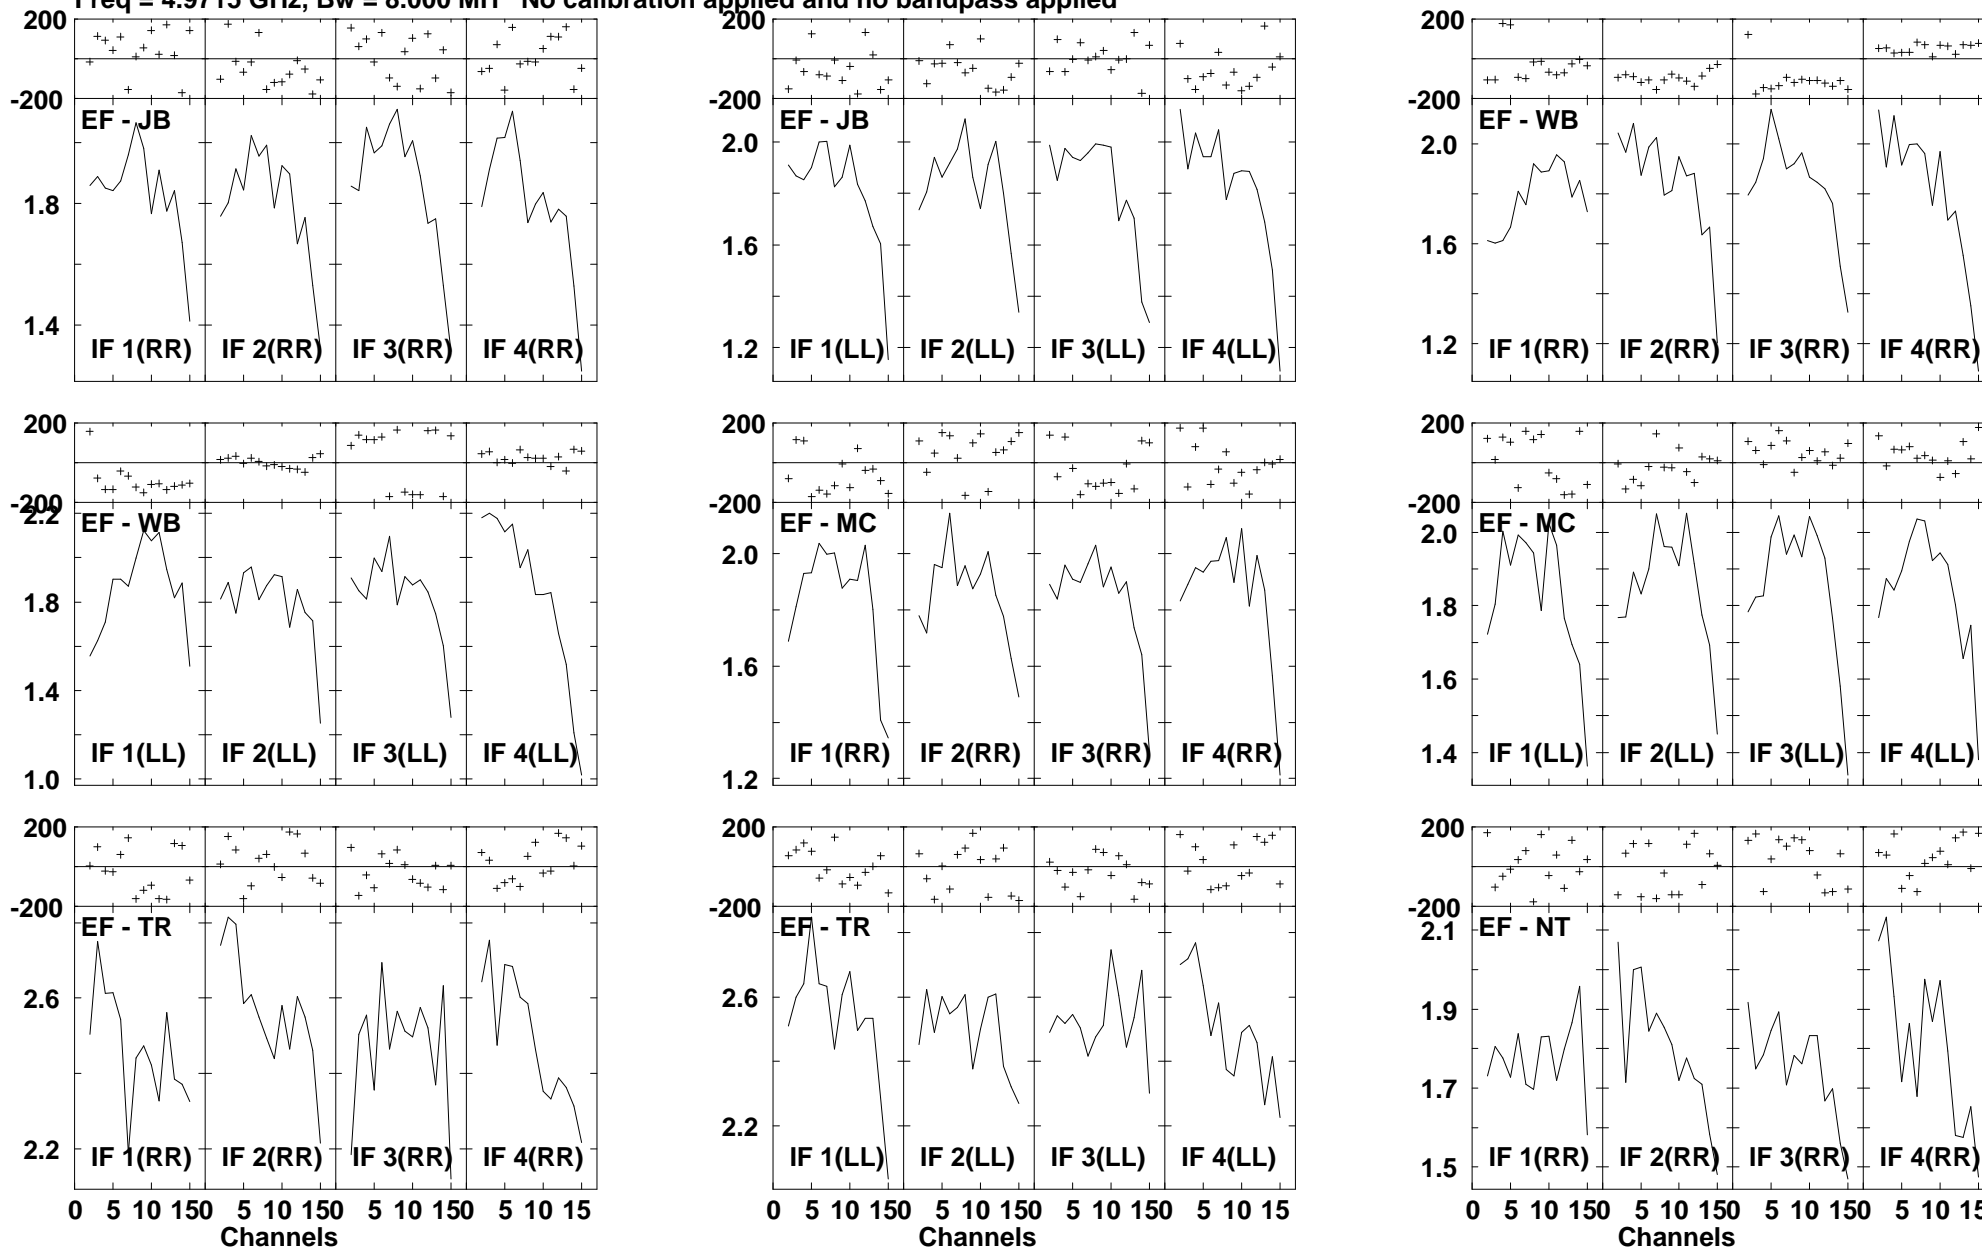 Freq = 4.9715 GHz, Bw = 8.000 MH No calibration applied and no bandpass applied
200 200 200
-200 -200 -200
EF - JB EF - JB EF - WB
2.0 2.0
1.8
1.6 1.6
1.4
1.2 1.2
IF 1(RR) IF 2(RR) IF 3(RR) IF 4(RR) IF 1(LL) IF 2(LL) IF 3(LL) IF 4(LL) IF 1(RR) IF 2(RR) IF 3(RR) IF 4(RR)
200 200 200
-200 -200 -200
2.2
EF - WB EF - MC EF - MC
2.0 2.0
1.8 1.8
1.6 1.6
1.4 1.4
IF 1(LL) IF 2(LL) IF 3(LL) IF 4(LL) IF 1(RR) IF 2(RR) IF 3(RR) IF 4(RR) IF 1(LL) IF 2(LL) IF 3(LL) IF 4(LL)
1.0 1.2
200 200 200
-200 -200 -200
EF - TR EF - TR EF - NT
2.1
2.6 2.6 1.9
1.7
2.2 2.2 1.5
IF 1(RR) IF 2(RR) IF 3(RR) IF 4(RR) IF 1(LL) IF 2(LL) IF 3(LL) IF 4(LL) IF 1(RR) IF 2(RR) IF 3(RR) IF 4(RR)
0 5 10 150 5 10 150 5 10 150 5 10 15 0 5 10 150 5 10 150 5 10 150 5 10 15 0 5 10 150 5 10 150 5 10 150 5 10 15
Channels Channels Channels